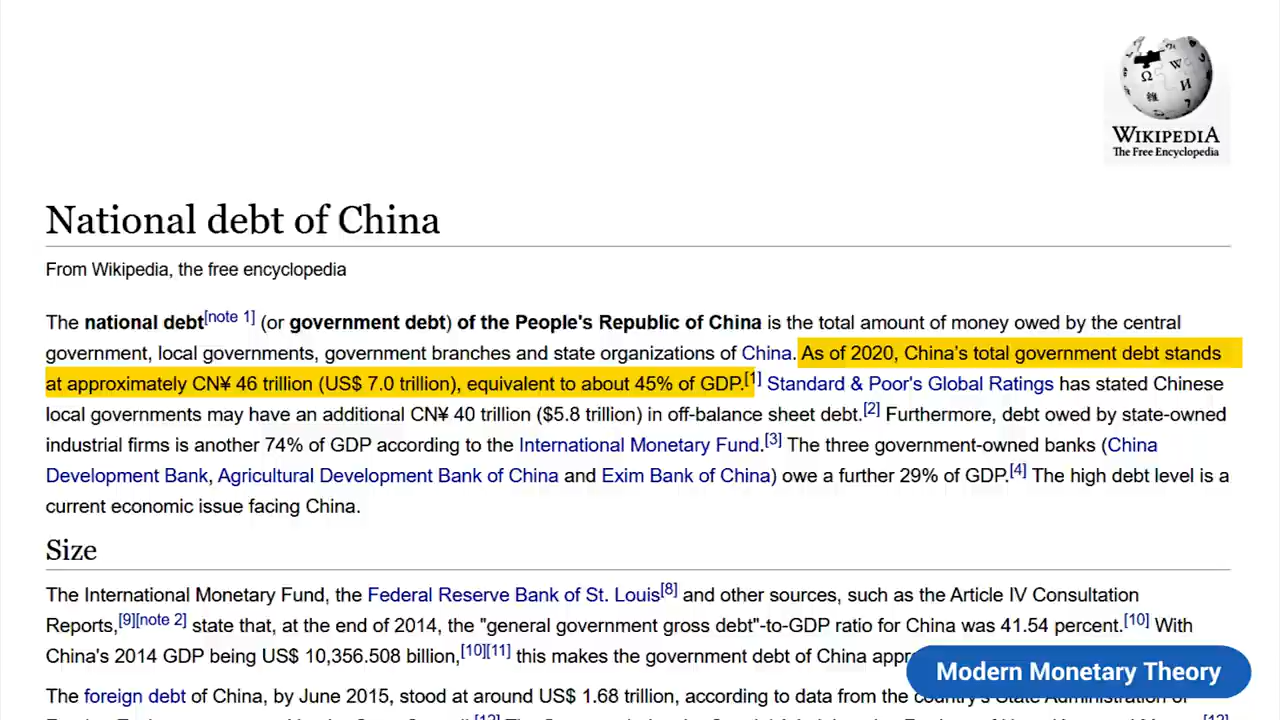 WIKIPEDIA
The Free Encyclopedia
National debt of China
From Wikipedia, the free encyclopedia
The national debt[note 1] (or government debt) of the People's Republic of China is the total amount of money owed by the central
government, local governments, government branches and state organizations of China. As of 2020, China's total government debt stands
at approximately CN¥ 46 trillion (US$ 7.0 trillion), equivalent to about 45% of GDP.[1] Standard & Poor's Global Ratings has stated Chinese
local governments may have an additional CN¥ 40 trillion ($5.8 trillion) in off-balance sheet debt.[2] Furthermore, debt owed by state-owned
industrial firms is another 74% of GDP according to the International Monetary Fund.[3] The three government-owned banks (China
Development Bank, Agricultural Development Bank of China and Exim Bank of China) owe a further 29% of GDP.[4] The high debt level is a
current economic issue facing China.
Size
The International Monetary Fund, the Federal Reserve Bank of St. Louis[8] and other sources, such as the Article IV Consultation
Reports,[9][note 2] state that, at the end of 2014, the "general government gross debt"-to-GDP ratio for China was 41.54 percent.[10] With
China's 2014 GDP being US$ 10,356.508 billion,[10][11] this makes the government debt of China
Modern Monetary Theory
The foreign debt of China, by June 2015, stood at around US$ 1.68 trillion, according to data from the country's State Administration of